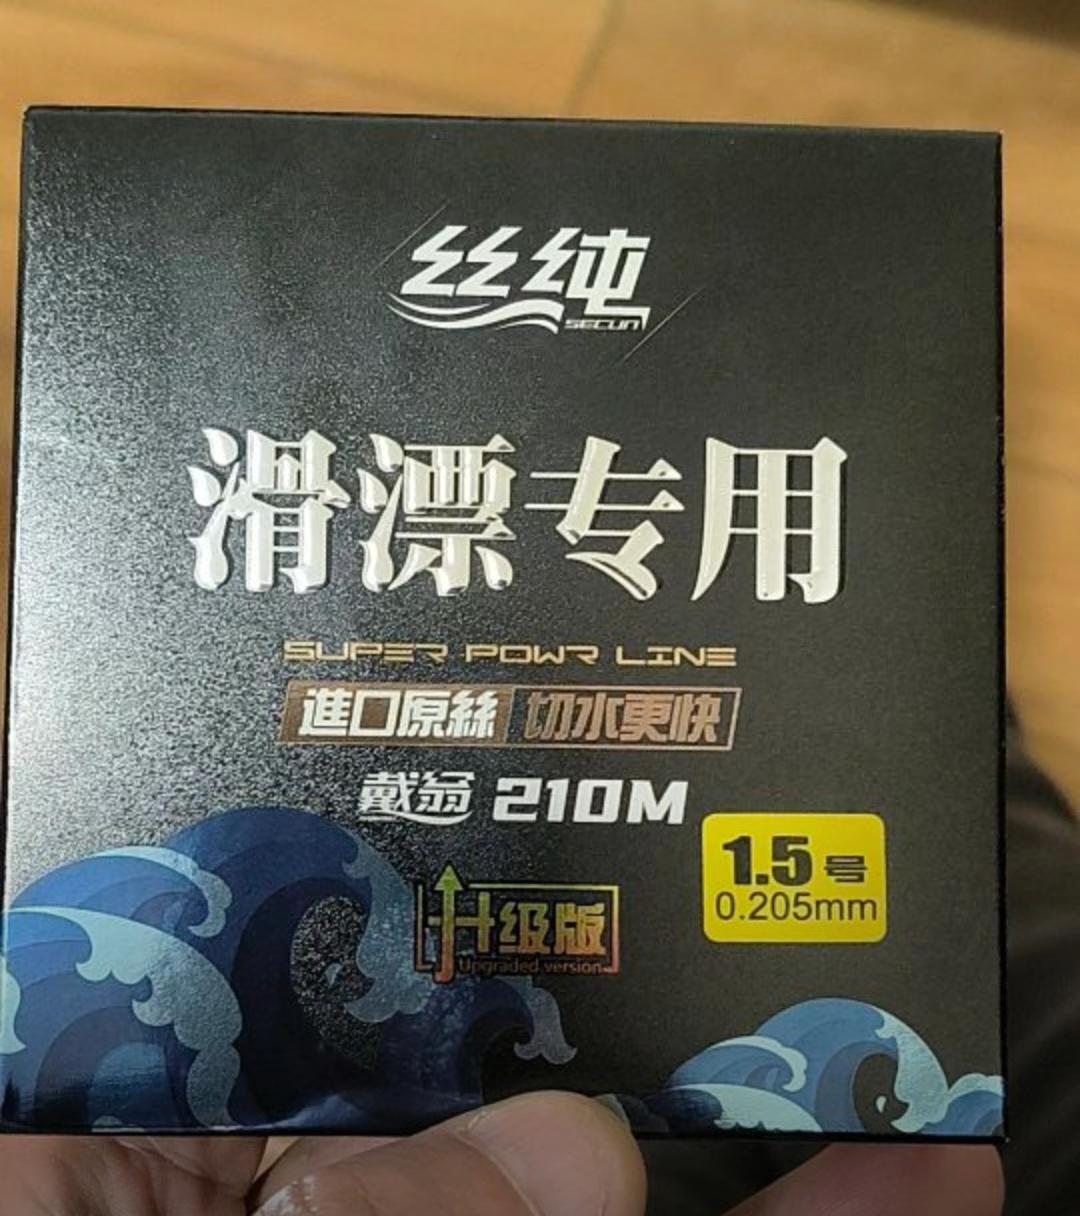 丝纯
SECUN
滑漂专用
SUPER POWR LINE
進口原絲 切水更快
戴翁 210M
1.5号
0.205mm
升级版
Upgraded version